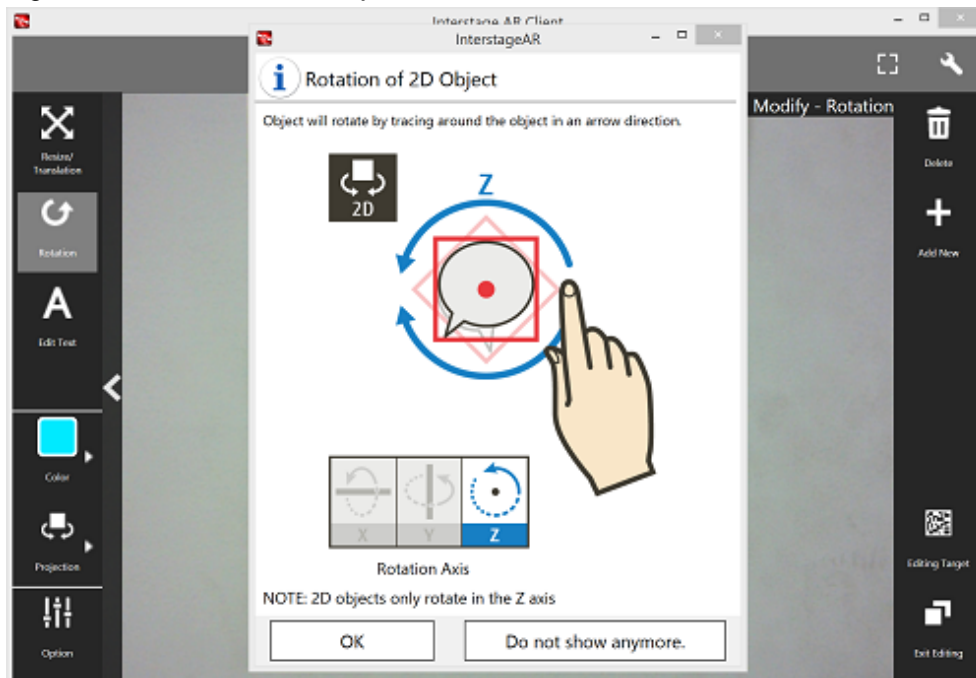 Interstage AR Client
InterstageAR
Rotation of 2D Object
Object will rotate by tracing around the object in an arrow direction.
Modify - Rotation
Resize/
Translation
Rotation
Edit Text
Color
Projection
Option
2D
Z
X Y Z
Rotation Axis
NOTE: 2D objects only rotate in the Z axis
OK
Do not show anymore.
Delete
Add New
Editing Target
Exit Editing